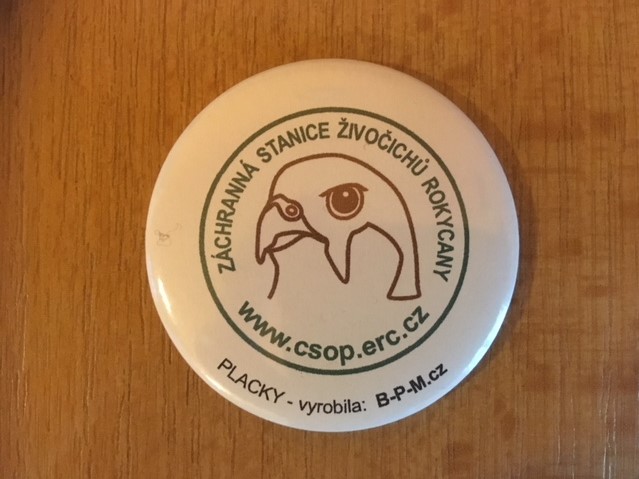 ZÁCHRANNÁ STANICE ŽIVOČICHŮ ROKYCANY
www.csop.erc.cz
PLACKY - vyrobila: B-P-M.cz